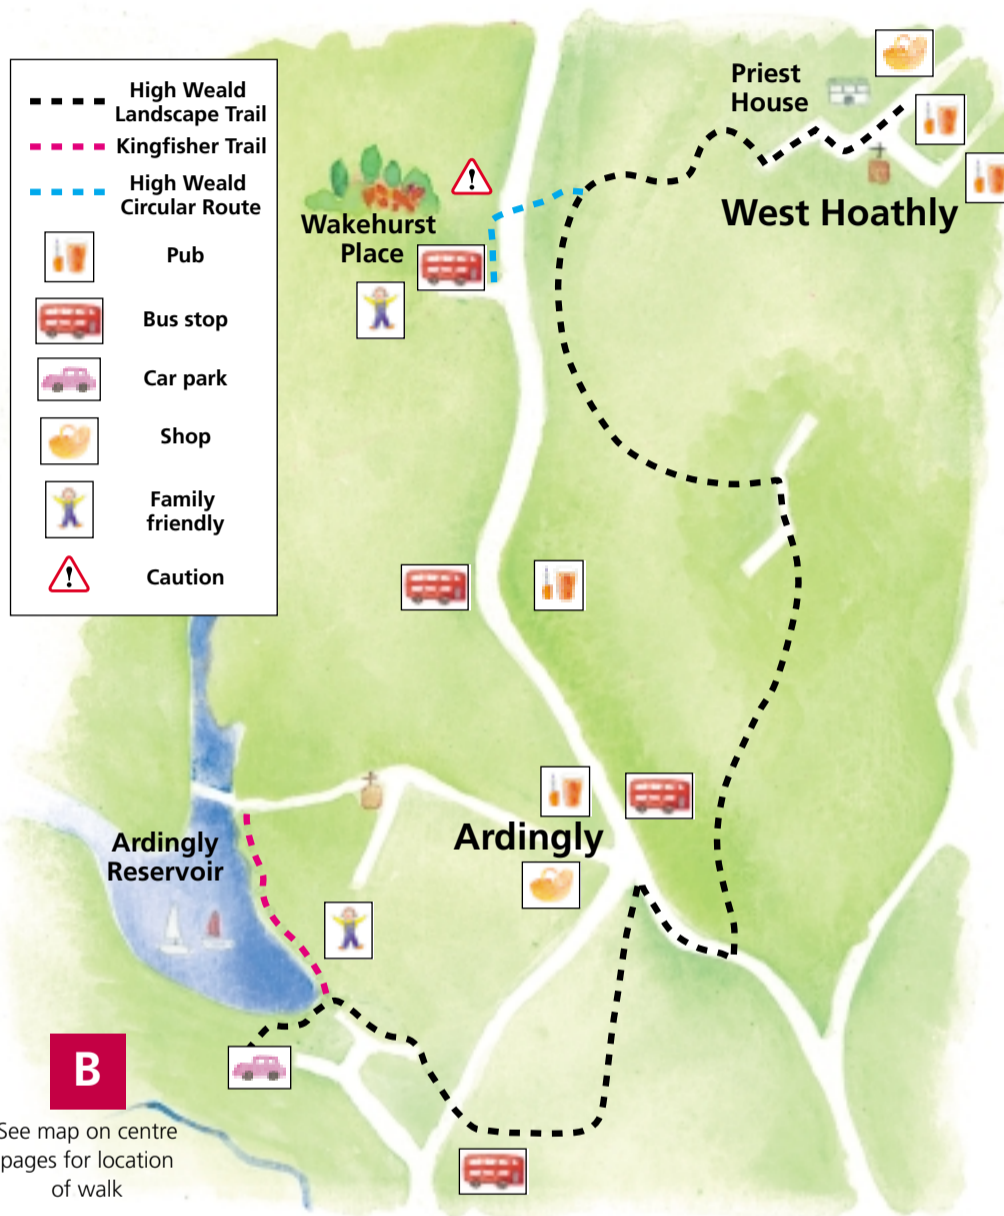 High Weald
Landscape Trail
Kingfisher Trail
High Weald
Circular Route
Pub
Bus stop
Car park
Shop
Family
friendly
Caution
Priest
House
West Hoathly
Wakehurst
Place
Ardingly
Ardingly
Reservoir
B
See map on centre
pages for location
of walk